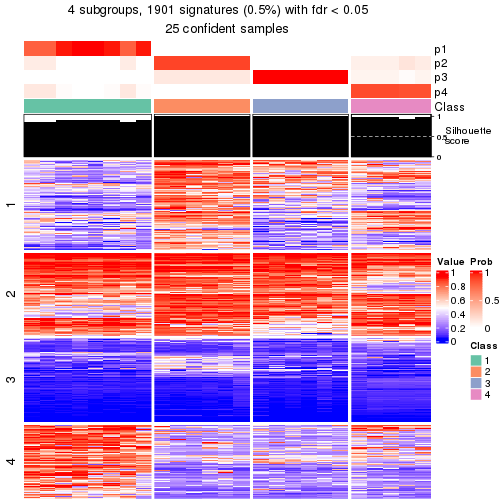 4 subgroups, 1901 signatures (0.5%) with fdr < 0.05
25 confident samples
p1
p2
p3
p4
Class
1
0.5
0
Silhouette
score
1
2
3
4
Value
1
0.8
0.6
0.4
0.2
0
Prob
1
0.5
0
Class
1
2
3
4